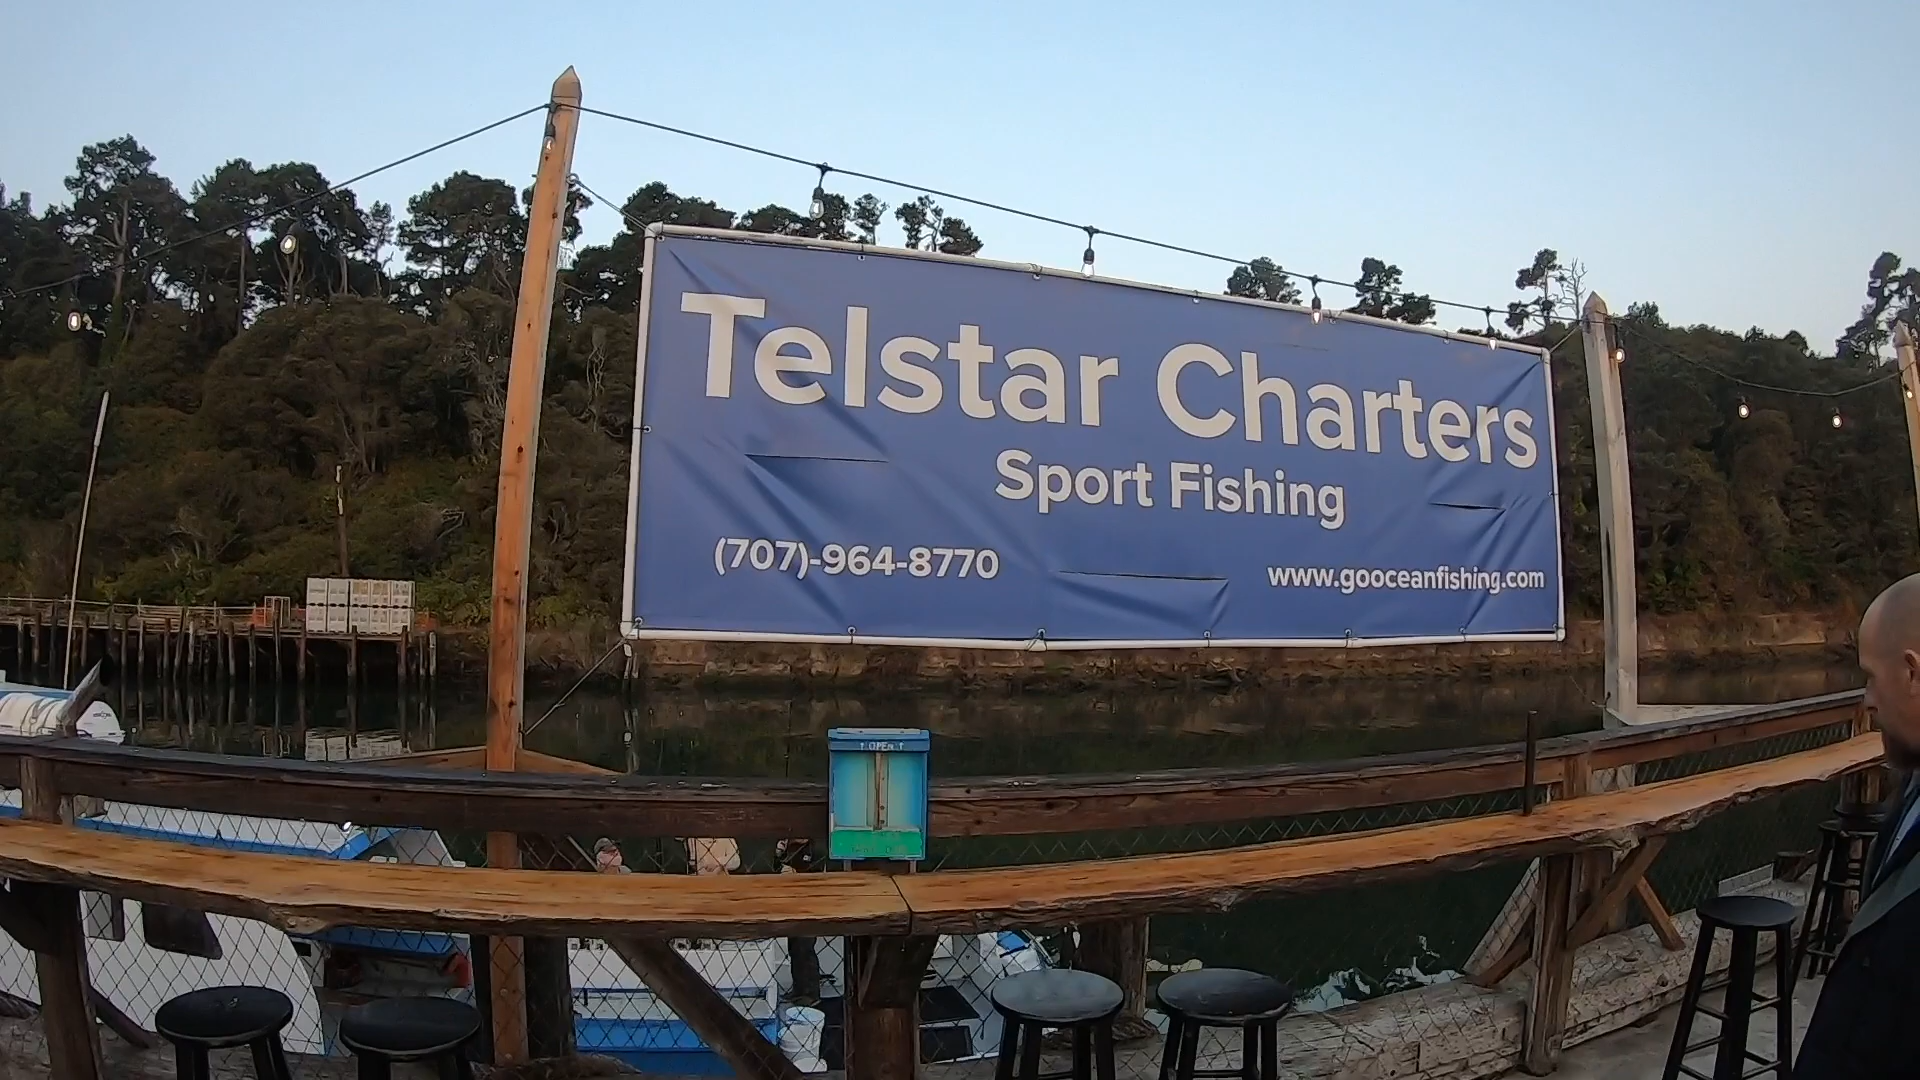 Telstar Charters
Sport Fishing
(707)-964-8770
www.gooceanfishing.com
↑ OPEN ↑